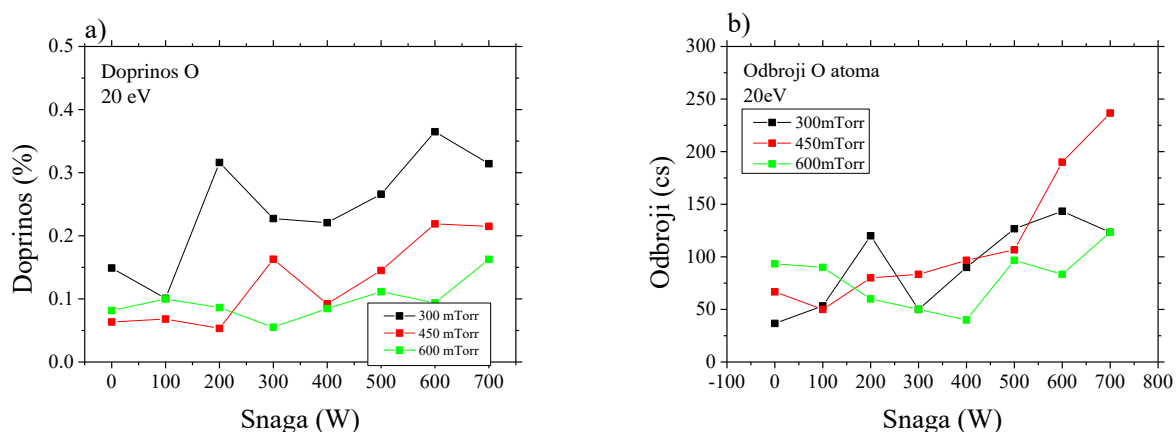 a)
Doprinos O
20 eV
0.5
0.4
0.3
0.2
0.1
0.0
Doprinos (%)
300 mTorr
450 mTorr
600 mTorr
0 100 200 300 400 500 600 700
Snaga (W)
b)
Odbroji O atoma
20eV
300mTorr
450mTorr
600mTorr
300
250
200
150
100
50
0
Odbroji (cs)
-100 0 100 200 300 400 500 600 700 800
Snaga (W)